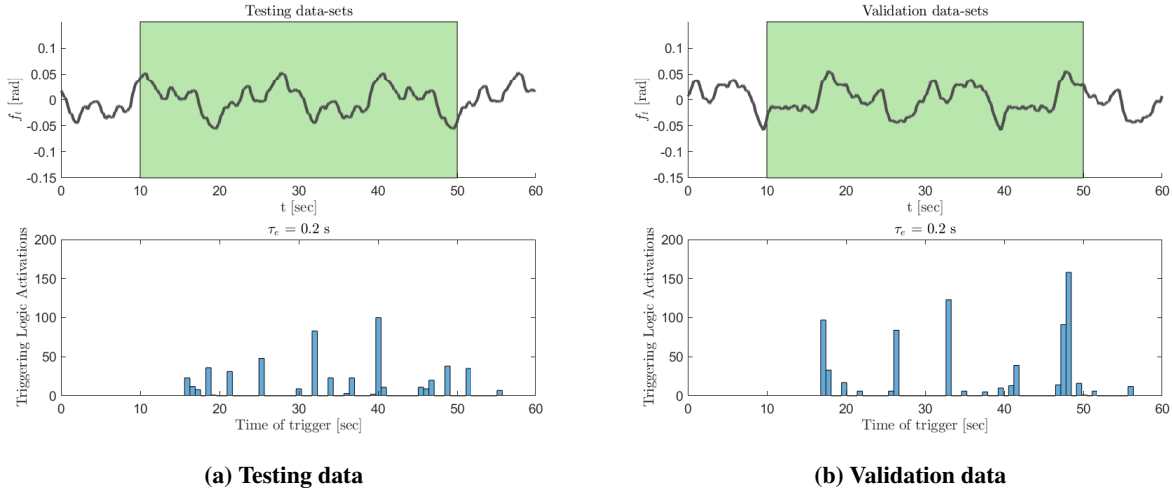 Testing data-sets
0.1
0.05
0
-0.05
-0.1
-0.15
f_t [rad]
0 10 20 30 40 50 60
t [sec]
τ_e = 0.2 s
200
150
100
50
0
Triggering Logic Activations
0 10 20 30 40 50 60
Time of trigger [sec]
(a) Testing data
Validation data-sets
0.1
0.05
0
-0.05
-0.1
-0.15
f_t [rad]
0 10 20 30 40 50 60
t [sec]
τ_e = 0.2 s
200
150
100
50
0
Triggering Logic Activations
0 10 20 30 40 50 60
Time of trigger [sec]
(b) Validation data